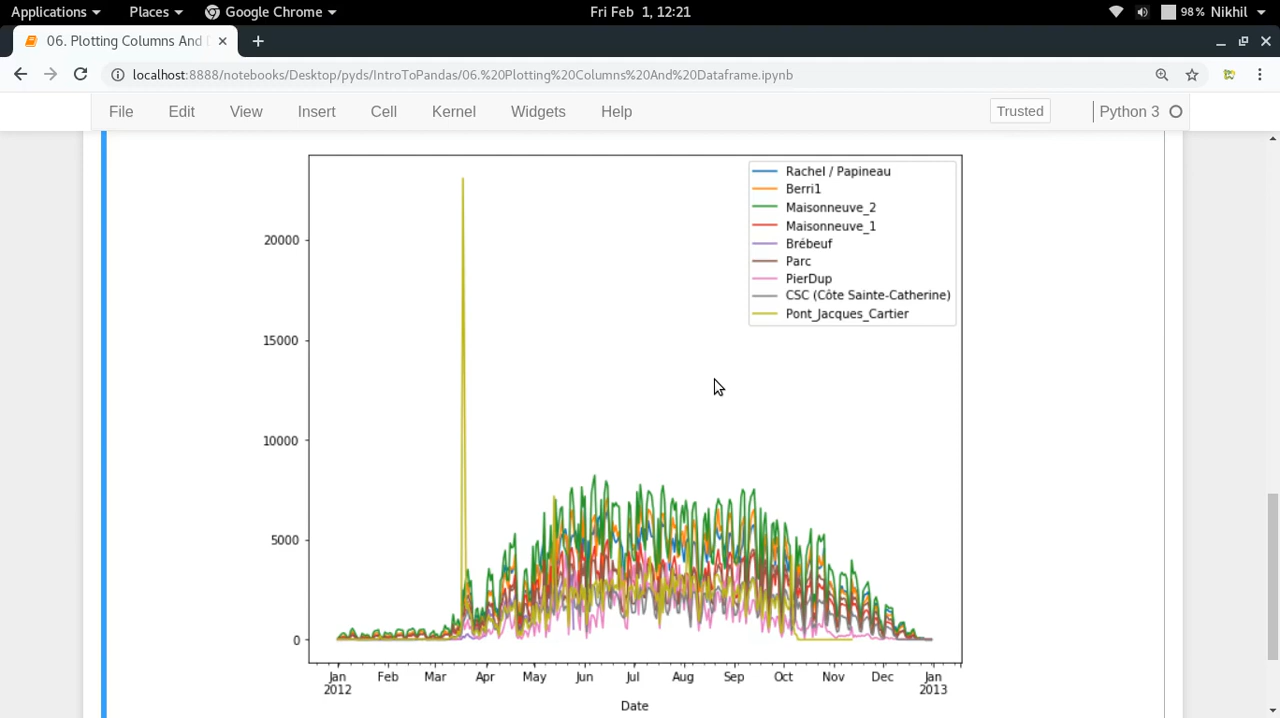 Applications Places Google Chrome Fri Feb 1, 12:21 98% Nikhil
06. Plotting Columns And
localhost:8888/notebooks/Desktop/pyds/IntroToPandas/06.%20Plotting%20Columns%20And%20Dataframe.ipynb
File Edit View Insert Cell Kernel Widgets Help Trusted Python 3
Rachel / Papineau
Berri1
Maisonneuve_2
Maisonneuve_1
Brébeuf
Parc
PierDup
CSC (Côte Sainte-Catherine)
Pont_Jacques_Cartier
20000
15000
10000
5000
0
Jan Feb Mar Apr May Jun Jul Aug Sep Oct Nov Dec Jan
2012 2013
Date